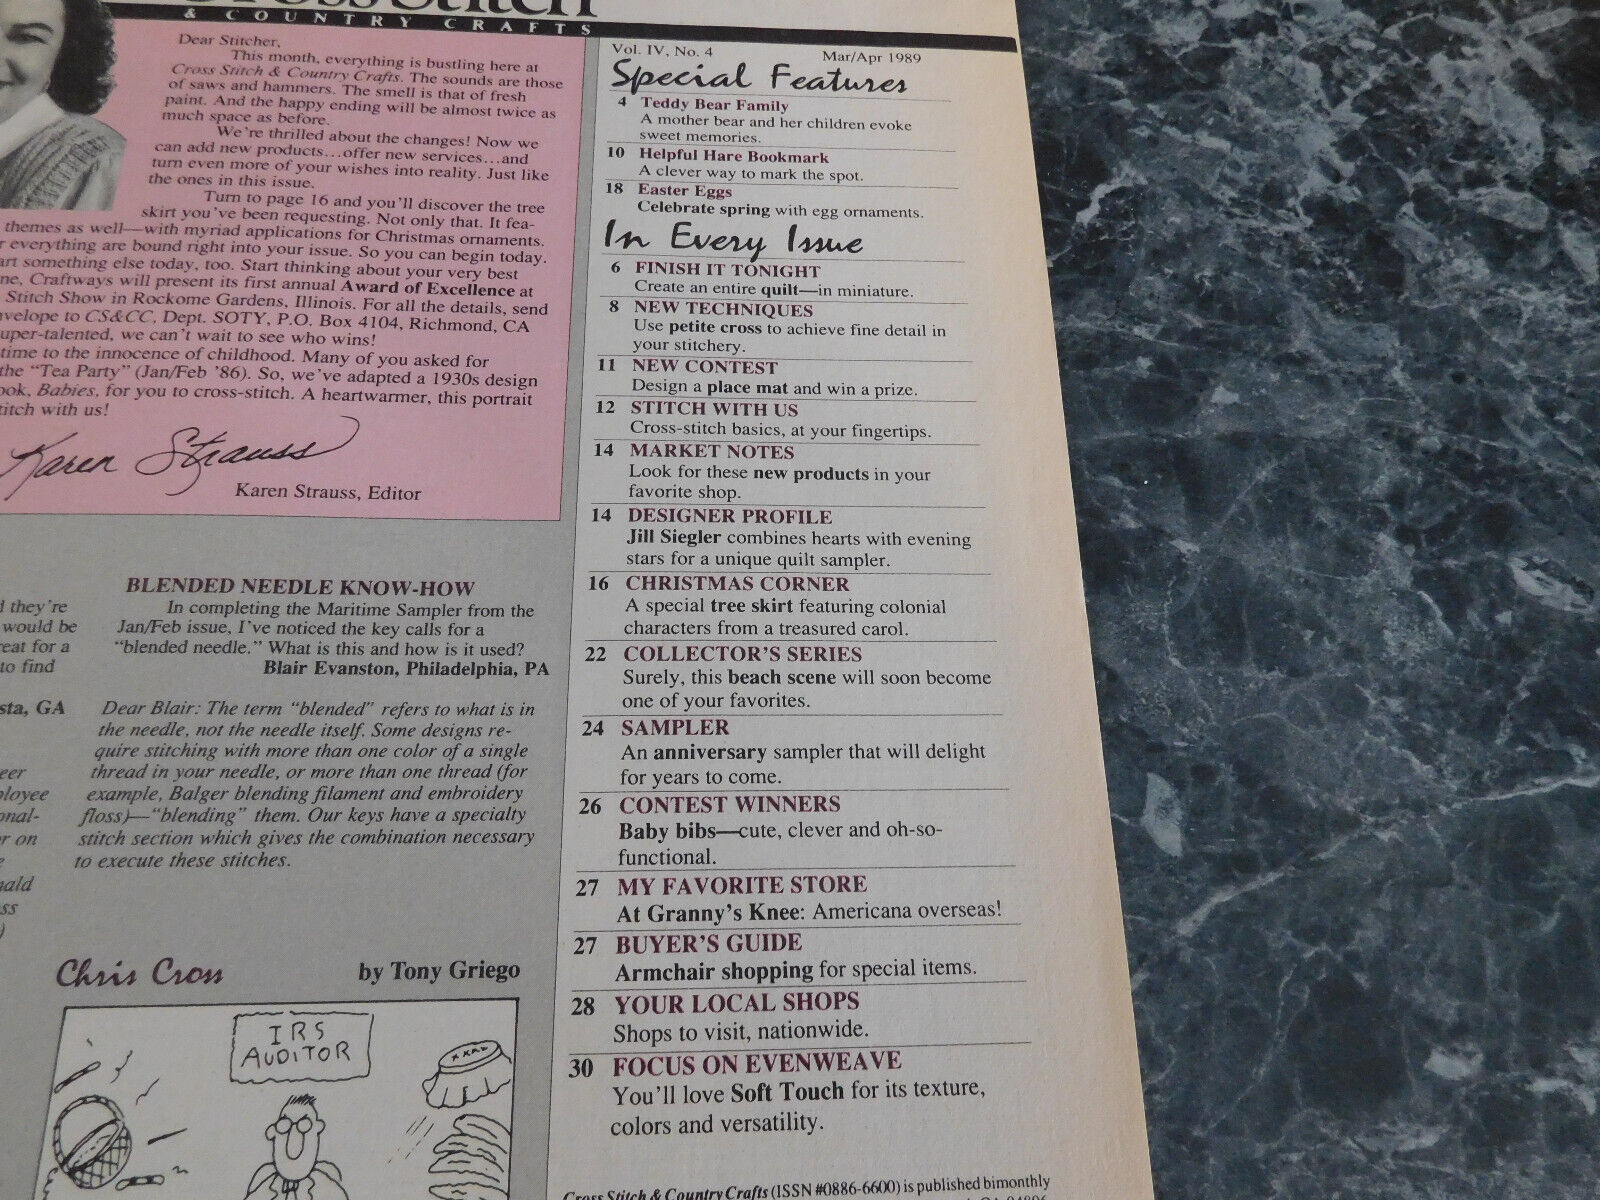 Cross Stitch
& COUNTRY CRAFTS
Dear Stitcher,
This month, everything is bustling here at
Cross Stitch & Country Crafts. The sounds are those
of saws and hammers. The smell is that of fresh
paint. And the happy ending will be almost twice as
much space as before.
We're thrilled about the changes! Now we
can add new products...offer new services...and
turn even more of your wishes into reality. Just like
the ones in this issue.
Turn to page 16 and you'll discover the tree
skirt you've been requesting. Not only that. It fea-
themes as well—with myriad applications for Christmas ornaments.
r everything are bound right into your issue. So you can begin today.
art something else today, too. Start thinking about your very best
ne, Craftways will present its first annual Award of Excellence at
Stitch Show in Rockome Gardens, Illinois. For all the details, send
velope to CS&CC, Dept. SOTY, P.O. Box 4104, Richmond, CA
uper-talented, we can't wait to see who wins!
time to the innocence of childhood. Many of you asked for
the "Tea Party" (Jan/Feb '86). So, we've adapted a 1930s design
ook, Babies, for you to cross-stitch. A heartwarmer, this portrait
titch with us!
Karen Strauss
Karen Strauss, Editor
d they're
would be
reat for a
to find
sta, GA
eer
ployee
onal-
r on
e
nald
ss
)
BLENDED NEEDLE KNOW-HOW
In completing the Maritime Sampler from the
Jan/Feb issue, I've noticed the key calls for a
"blended needle." What is this and how is it used?
Blair Evanston, Philadelphia, PA
Dear Blair: The term "blended" refers to what is in
the needle, not the needle itself. Some designs re-
quire stitching with more than one color of a single
thread in your needle, or more than one thread (for
example, Balger blending filament and embroidery
floss)—"blending" them. Our keys have a specialty
stitch section which gives the combination necessary
to execute these stitches.
Chris Cross by Tony Griego
IRS
AUDITOR
XXXX
Vol. IV, No. 4 Mar/Apr 1989
Special Features
4 Teddy Bear Family
A mother bear and her children evoke
sweet memories.
10 Helpful Hare Bookmark
A clever way to mark the spot.
18 Easter Eggs
Celebrate spring with egg ornaments.
In Every Issue
6 FINISH IT TONIGHT
Create an entire quilt—in miniature.
8 NEW TECHNIQUES
Use petite cross to achieve fine detail in
your stitchery.
11 NEW CONTEST
Design a place mat and win a prize.
12 STITCH WITH US
Cross-stitch basics, at your fingertips.
14 MARKET NOTES
Look for these new products in your
favorite shop.
14 DESIGNER PROFILE
Jill Siegler combines hearts with evening
stars for a unique quilt sampler.
16 CHRISTMAS CORNER
A special tree skirt featuring colonial
characters from a treasured carol.
22 COLLECTOR'S SERIES
Surely, this beach scene will soon become
one of your favorites.
24 SAMPLER
An anniversary sampler that will delight
for years to come.
26 CONTEST WINNERS
Baby bibs—cute, clever and oh-so-
functional.
27 MY FAVORITE STORE
At Granny's Knee: Americana overseas!
27 BUYER'S GUIDE
Armchair shopping for special items.
28 YOUR LOCAL SHOPS
Shops to visit, nationwide.
30 FOCUS ON EVENWEAVE
You'll love Soft Touch for its texture,
colors and versatility.
Cross Stitch & Country Crafts (ISSN #0886-6600) is published bimonthly